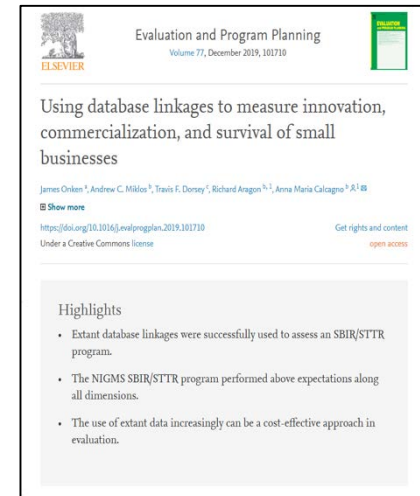 Evaluation and Program Planning
Volume 77, December 2019, 101710
ELSEVIER
EVALUATION
Using database linkages to measure innovation,
commercialization, and survival of small
businesses
James Onken a, Andrew C. Miklos b, Travis F. Dorsey c, Richard Aragon b, 2, Anna Maria Calcagno b 1
Show more
https://doi.org/10.1016/j.evalprogplan.2019.101710
Get rights and content
Under a Creative Commons license
open access
Highlights
• Extant database linkages were successfully used to assess an SBIR/STTR
program.
• The NIGMS SBIR/STTR program performed above expectations along
all dimensions.
• The use of extant data increasingly can be a cost-effective approach in
evaluation.